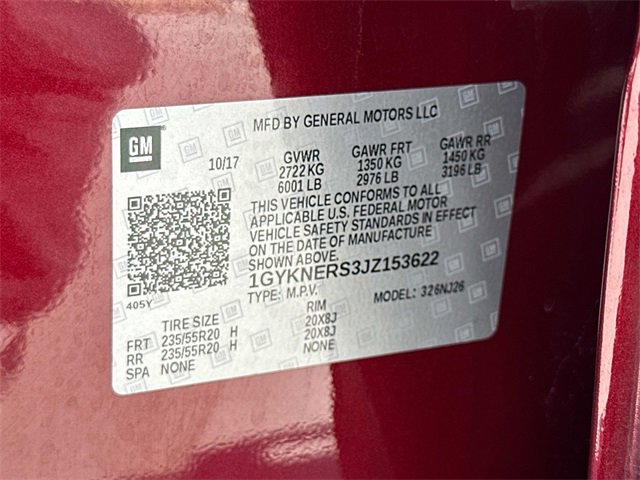 GM
MFD BY GENERAL MOTORS LLC
10/17 GVWR GAWR FRT GAWR RR
2722 KG 1350 KG 1450 KG
6001 LB 2976 LB 3196 LB
THIS VEHICLE CONFORMS TO ALL
APPLICABLE U.S. FEDERAL MOTOR
VEHICLE SAFETY STANDARDS IN EFFECT
ON THE DATE OF MANUFACTURE
SHOWN ABOVE.
1GYKNERS3JZ153622
405Y TYPE: M.P.V. MODEL: 326NJ26
TIRE SIZE RIM
FRT 235/55R20 H 20X8J
RR 235/55R20 H 20X8J
SPA NONE NONE